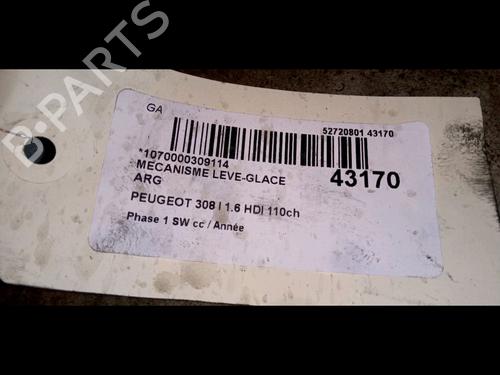 B-PARTS
GA
52720801 43170
*1070000309114
MECANISME LEVE-GLACE
43170
ARG
PEUGEOT 308 I 1.6 HDI 110ch
Phase 1 SW cc / Année